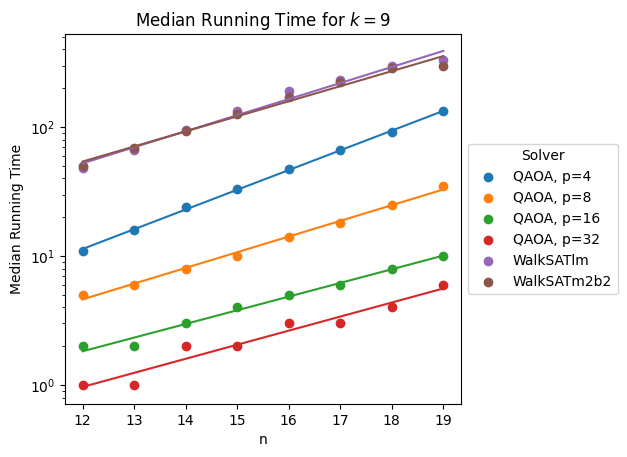 Median Running Time for k = 9
Median Running Time
10²
10¹
10⁰
12 13 14 15 16 17 18 19
n
Solver
QAOA, p=4
QAOA, p=8
QAOA, p=16
QAOA, p=32
WalkSATlm
WalkSATm2b2